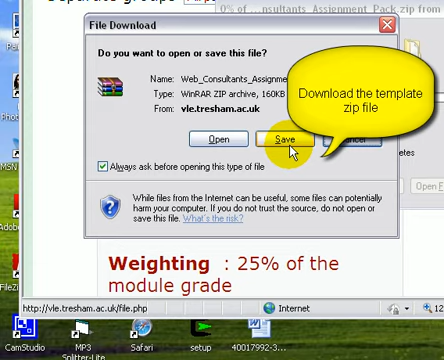 Separate groups
0% of ...nsultants_Assignment_Pack.zip from
File Download
Do you want to open or save this file?
Name: Web_Consultants_Assignme
Type: WinRAR ZIP archive, 160KB
From: vle.tresham.ac.uk
Download the template
zip file
Open
Save
Cancel
Always ask before opening this type of file
Open F
While files from the Internet can be useful, some files can potentially
harm your computer. If you do not trust the source, do not open or
save this file. What's the risk?
Weighting : 25% of the
module grade
http://vle.tresham.ac.uk/file.php
Internet
CamStudio
MP3
Splitter-Lite
Safari
setup
40017992-3...